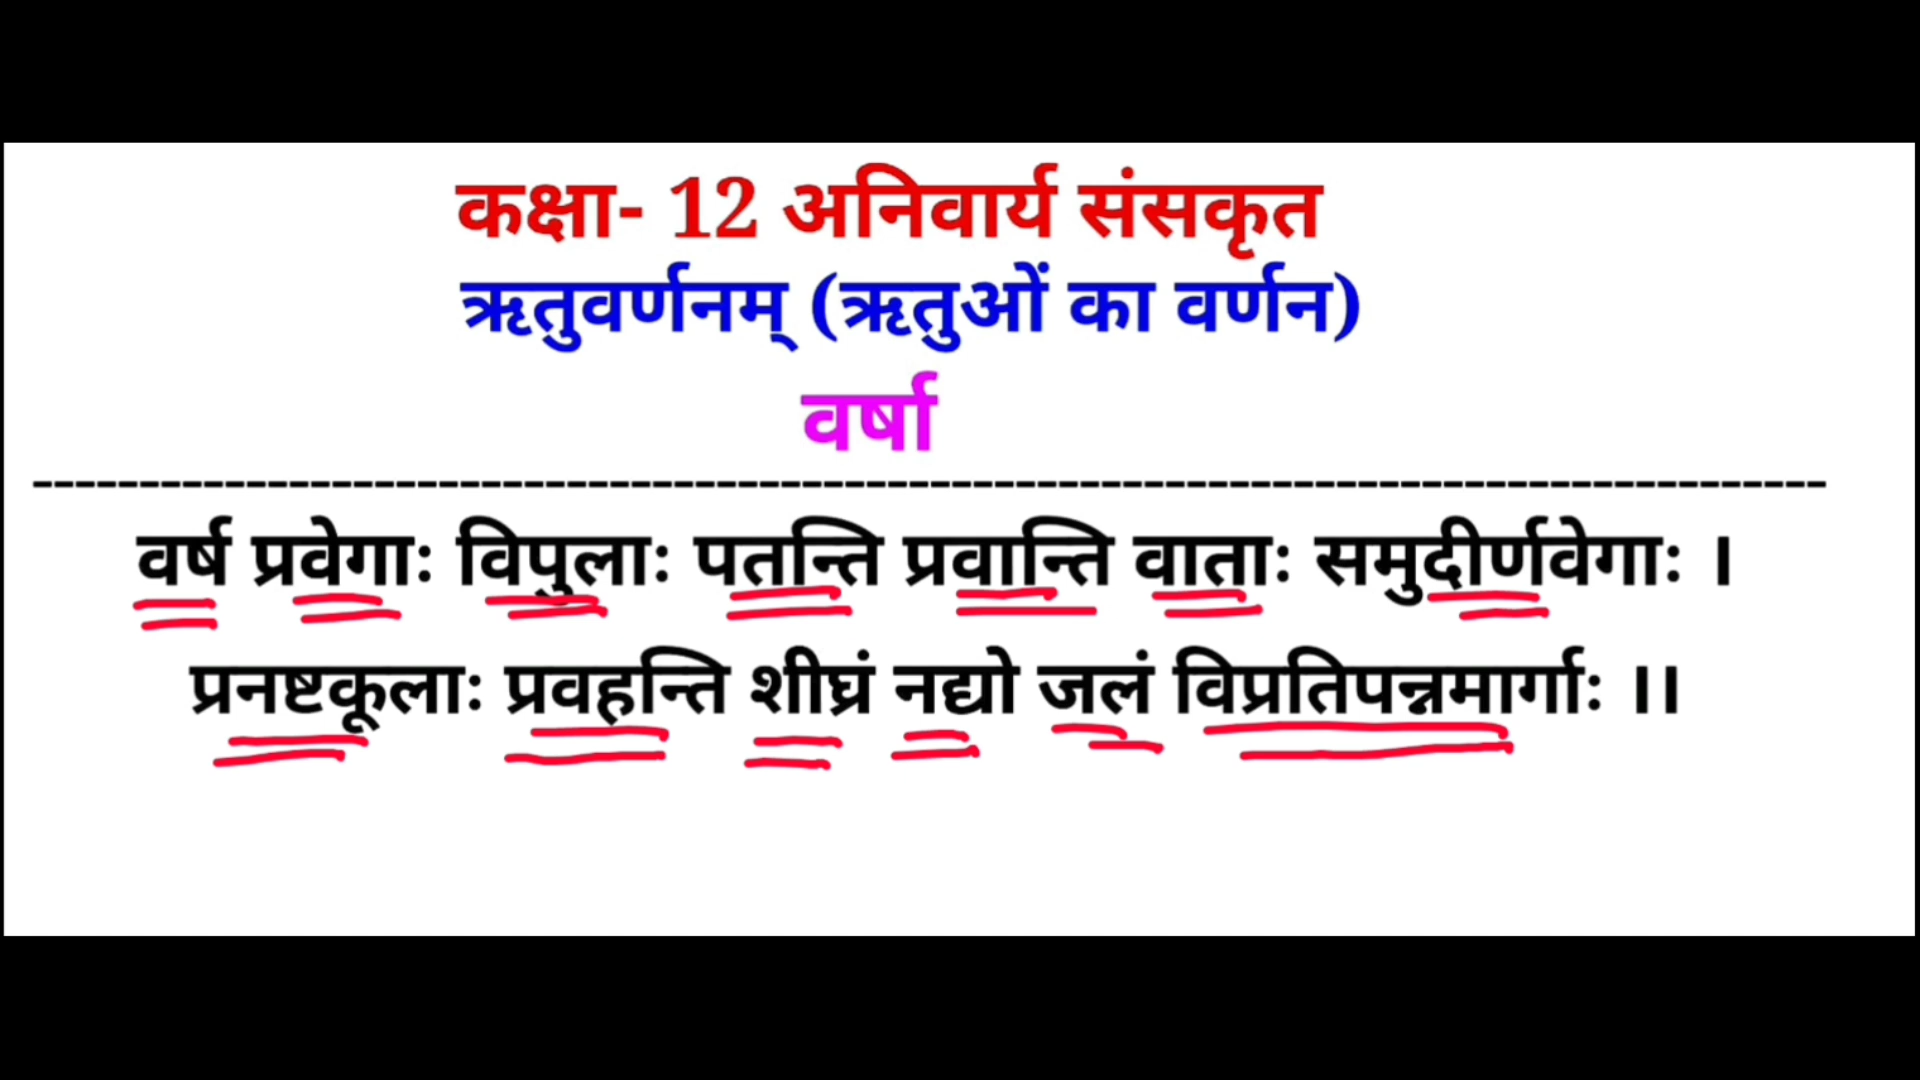 कक्षा- 12 अनिवार्य संसकृत
ऋतुवर्णनम् (ऋतुओं का वर्णन)
वर्षा
वर्ष प्रवेगाः विपुलाः पतन्ति प्रवान्ति वाताः समुदीर्णवेगाः ।
प्रनष्टकूलाः प्रवहन्ति शीघ्रं नद्यो जलं विप्रतिपन्नमार्गाः ।।